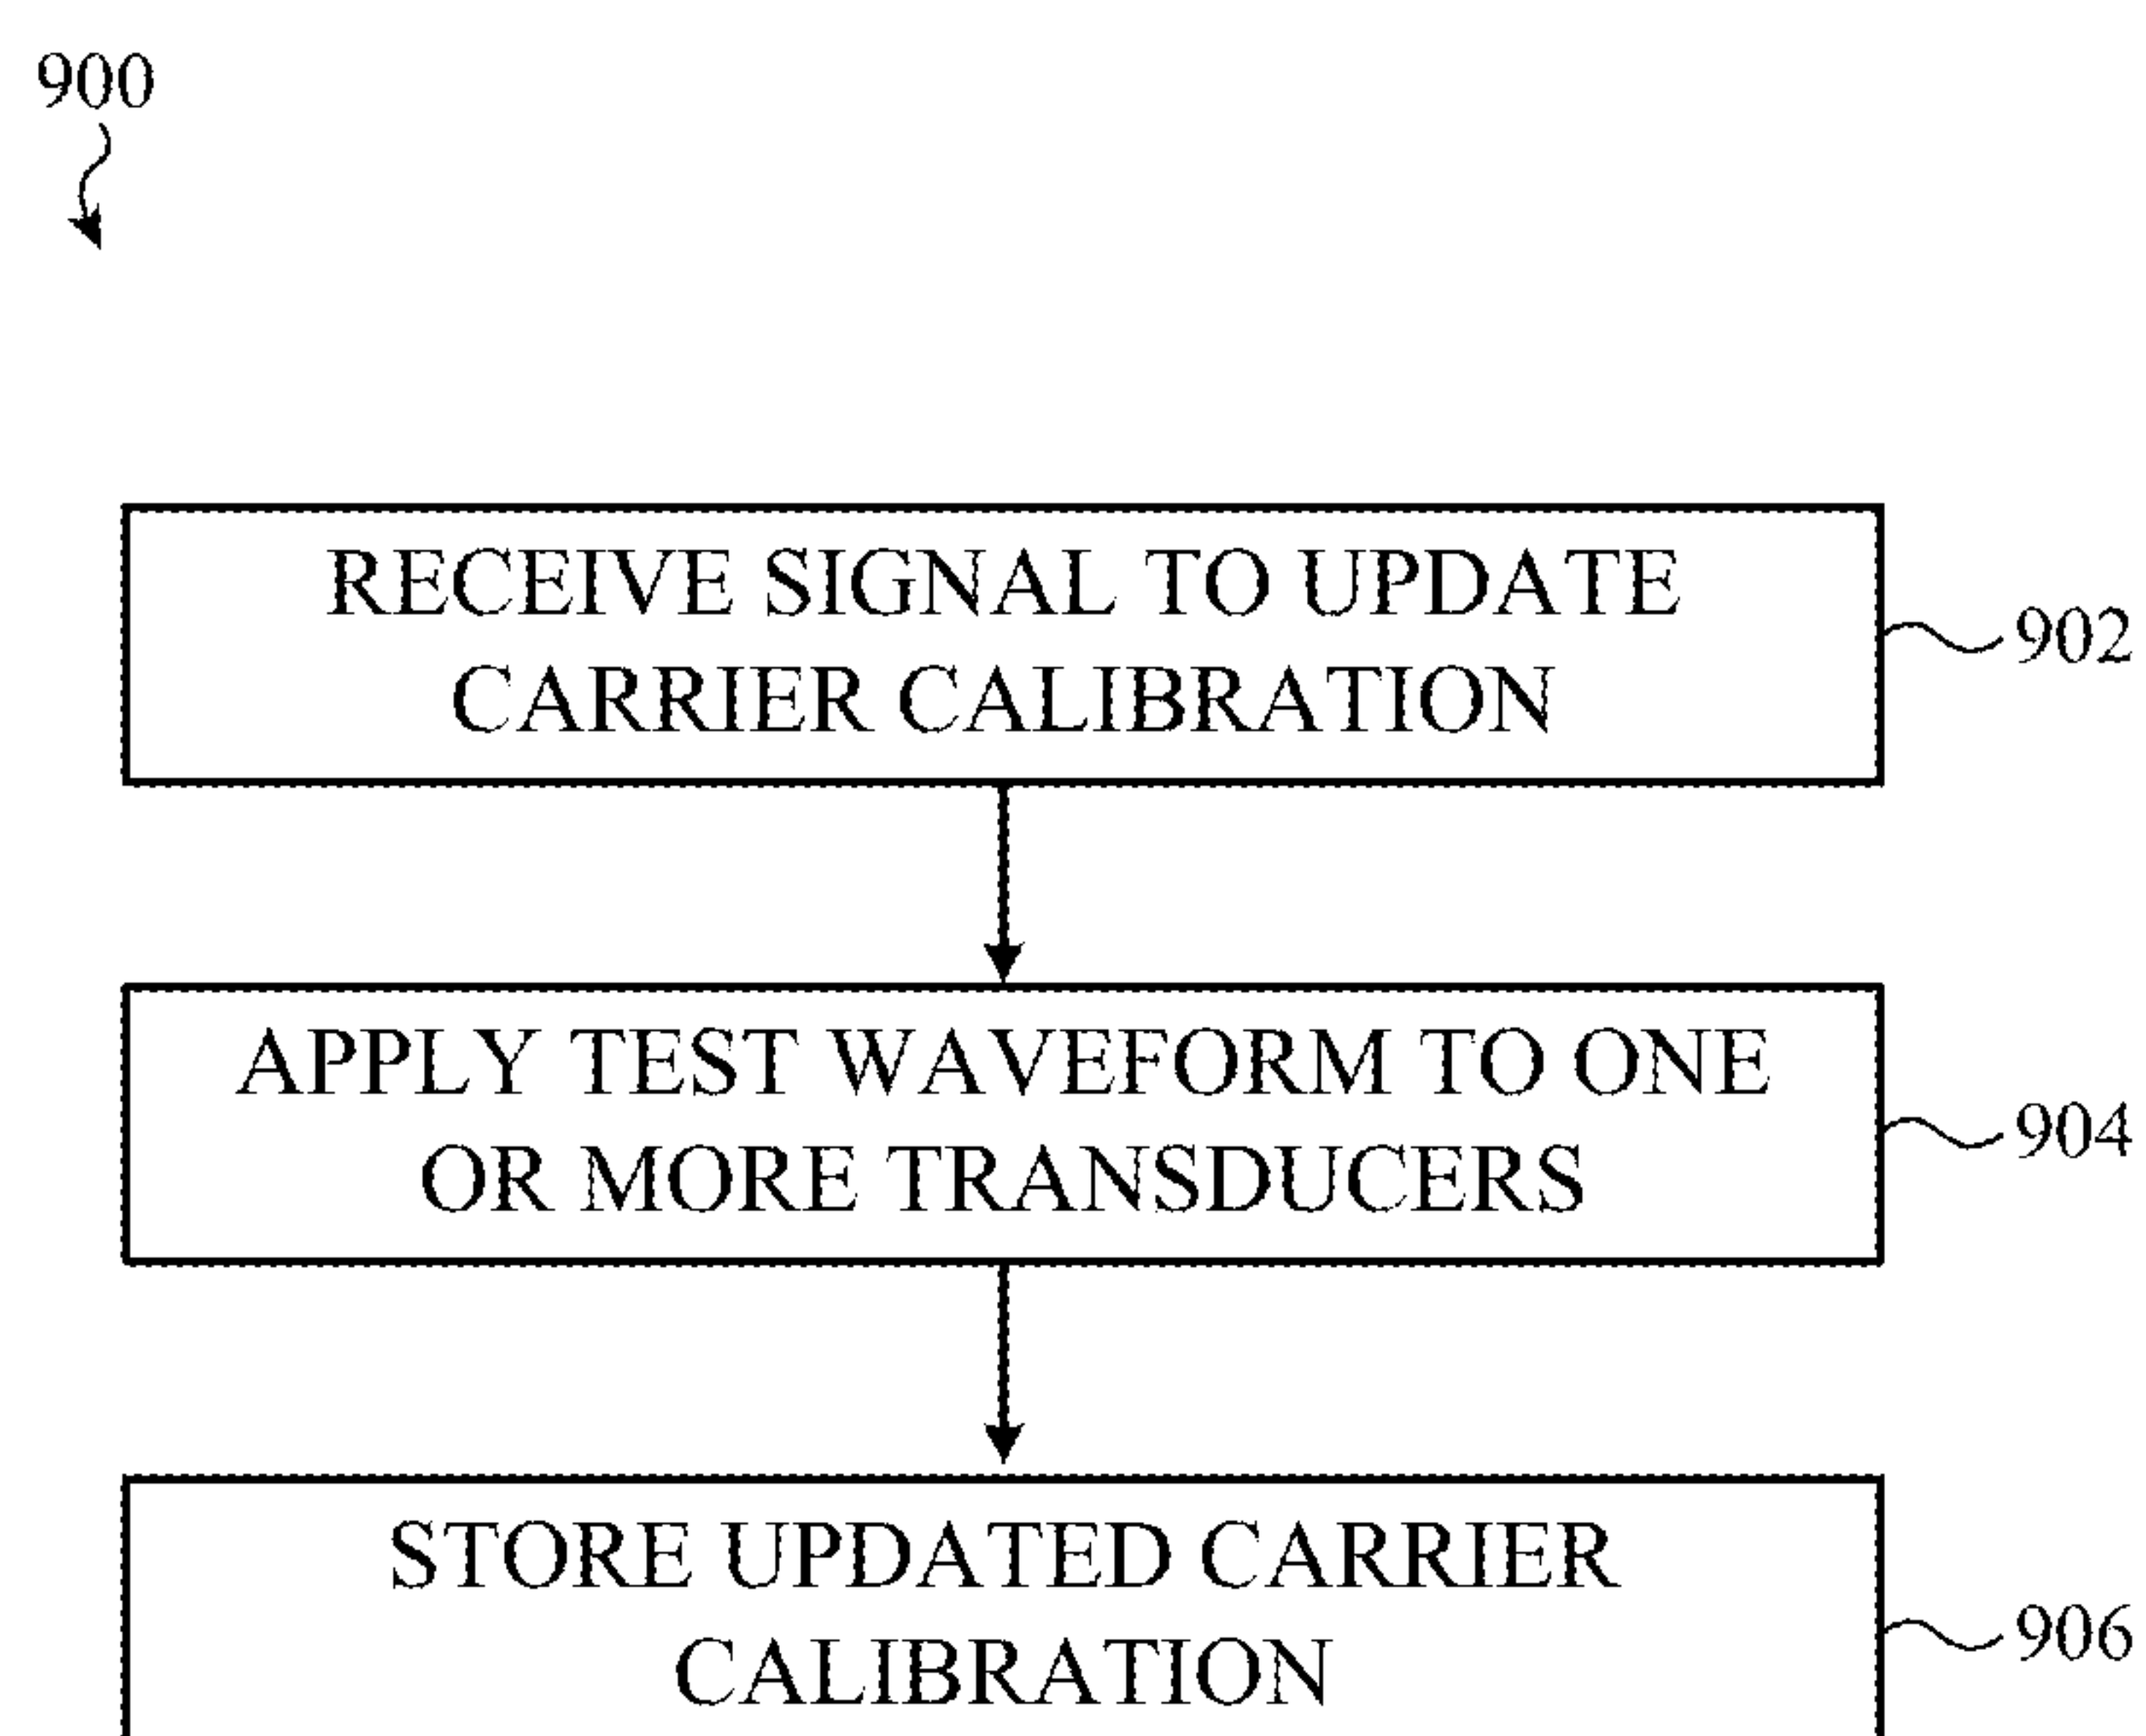 900
RECEIVE SIGNAL TO UPDATE
CARRIER CALIBRATION
902
APPLY TEST WAVEFORM TO ONE
OR MORE TRANSDUCERS
904
STORE UPDATED CARRIER
CALIBRATION
906